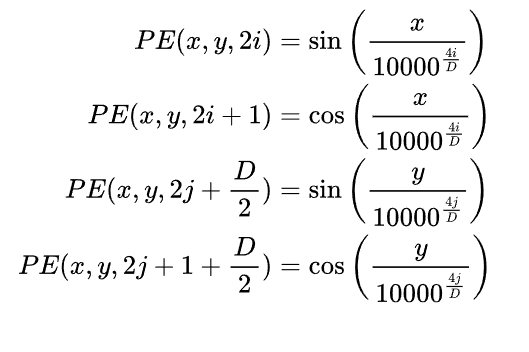 PE(x, y, 2i) = sin(x / 10000^{4i/D})
PE(x, y, 2i + 1) = cos(x / 10000^{4i/D})
PE(x, y, 2j + D/2) = sin(y / 10000^{4j/D})
PE(x, y, 2j + 1 + D/2) = cos(y / 10000^{4j/D})